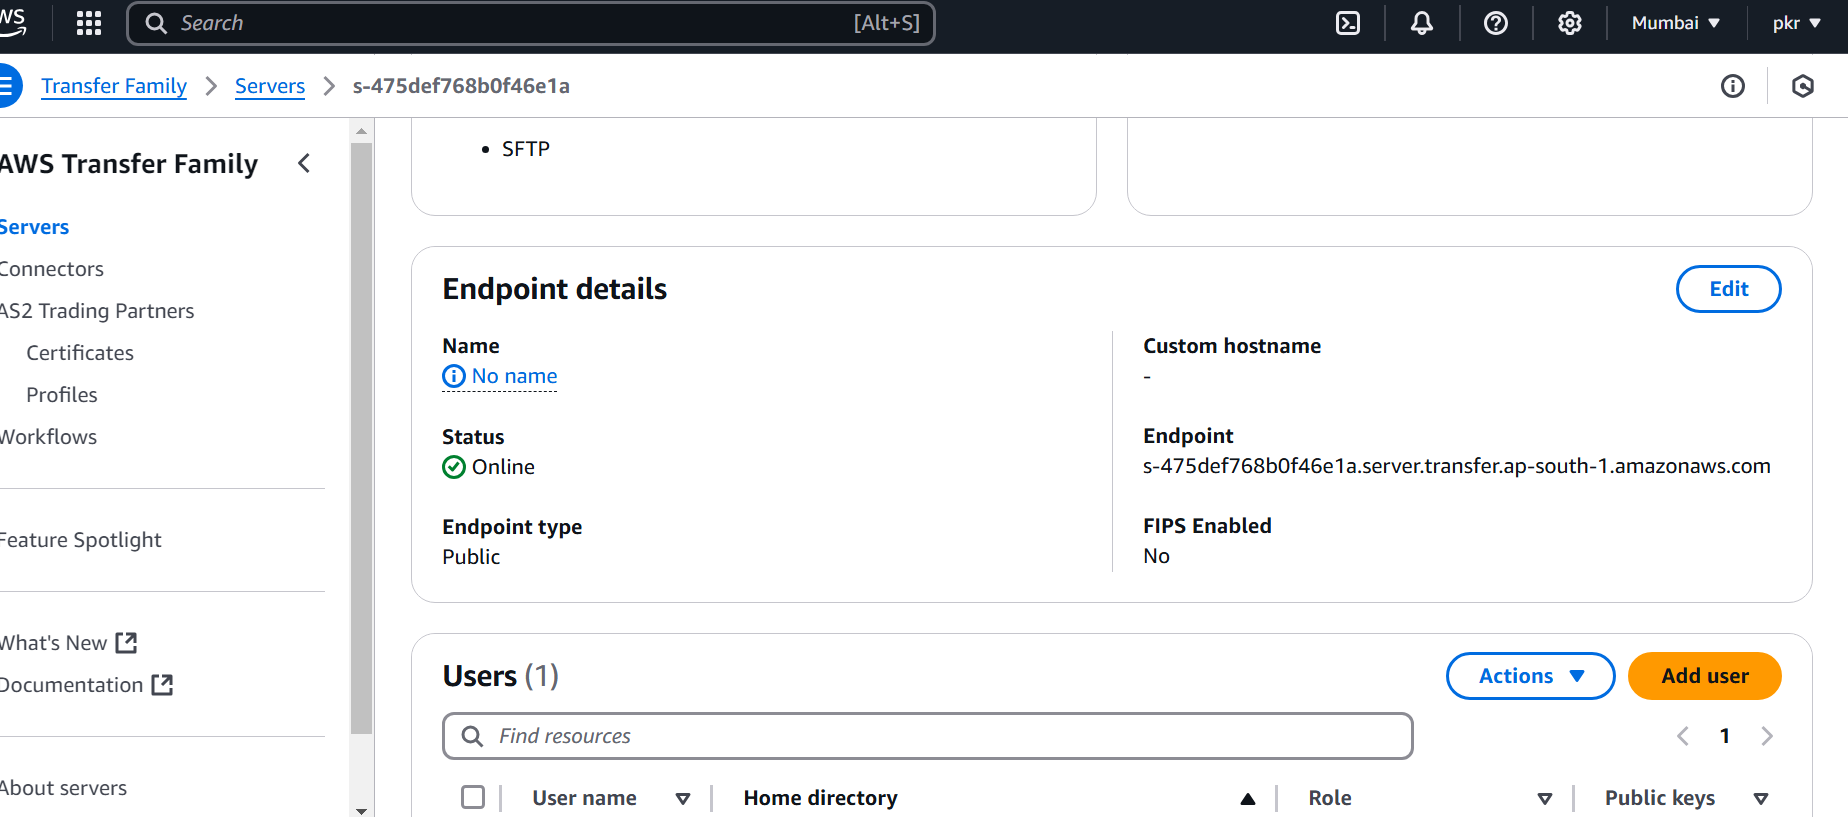 Search [Alt+S] Mumbai pkr
Transfer Family Servers s-475def768b0f46e1a
AWS Transfer Family
Servers
Connectors
AS2 Trading Partners
Certificates
Profiles
Workflows
Feature Spotlight
What's New
Documentation
About servers
• SFTP
Endpoint details
Edit
Name
No name
Status
Online
Endpoint type
Public
Custom hostname
-
Endpoint
s-475def768b0f46e1a.server.transfer.ap-south-1.amazonaws.com
FIPS Enabled
No
Users (1)
Actions
Add user
Find resources
1
User name Home directory Role Public keys